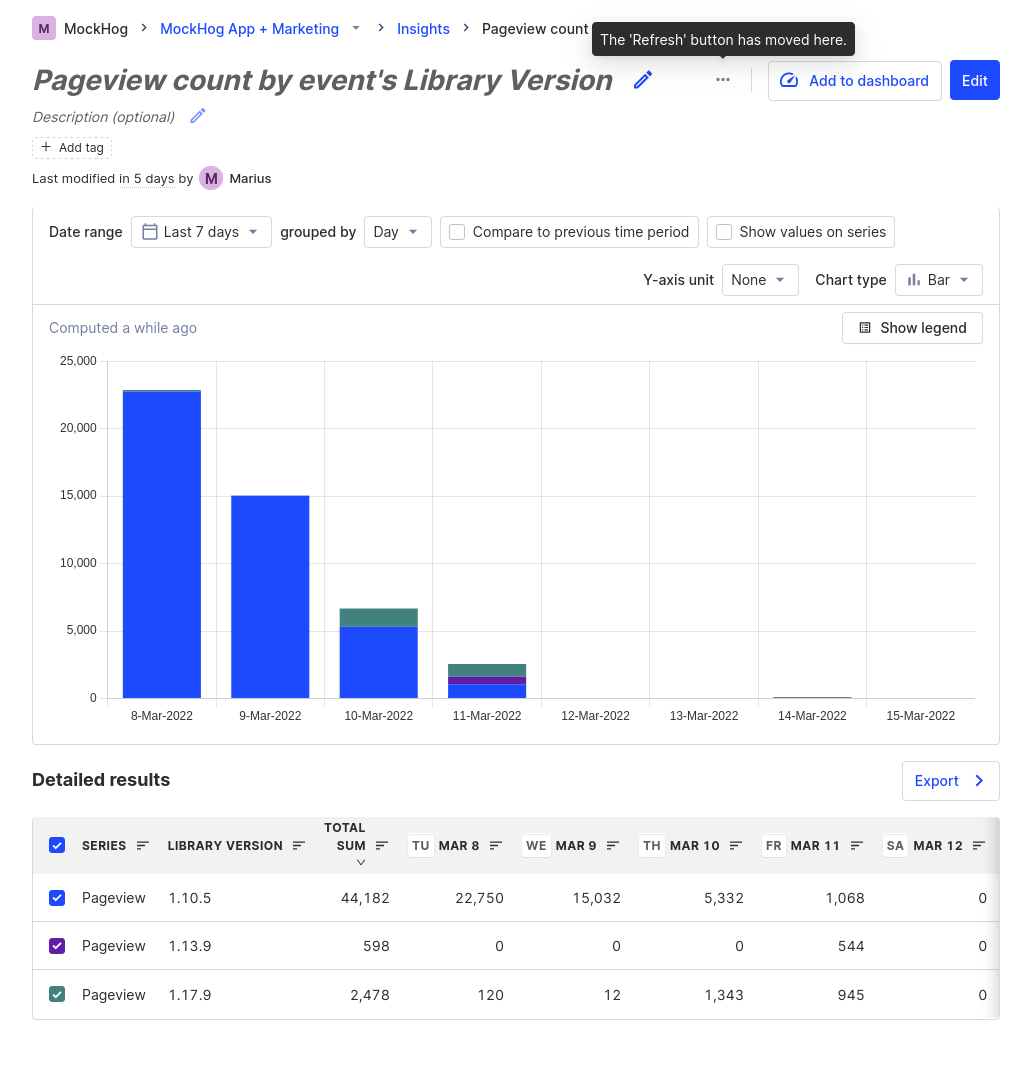 M MockHog > MockHog App + Marketing > Insights > Pageview count
The 'Refresh' button has moved here.
Pageview count by event's Library Version
Add to dashboard
Edit
Description (optional)
+ Add tag
Last modified in 5 days by M Marius
Date range Last 7 days grouped by Day Compare to previous time period Show values on series
Y-axis unit None Chart type Bar
Computed a while ago
Show legend
25,000
20,000
15,000
10,000
5,000
0
8-Mar-2022 9-Mar-2022 10-Mar-2022 11-Mar-2022 12-Mar-2022 13-Mar-2022 14-Mar-2022 15-Mar-2022
Detailed results
Export
SERIES LIBRARY VERSION TOTAL SUM TU MAR 8 WE MAR 9 TH MAR 10 FR MAR 11 SA MAR 12
Pageview 1.10.5 44,182 22,750 15,032 5,332 1,068 0
Pageview 1.13.9 598 0 0 0 544 0
Pageview 1.17.9 2,478 120 12 1,343 945 0